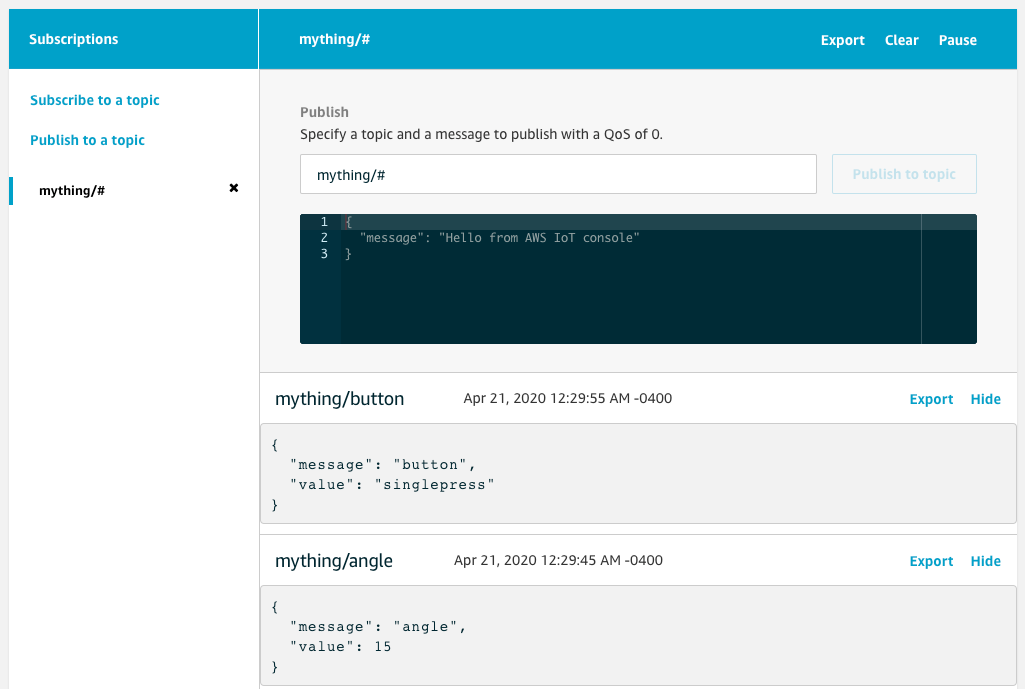 Subscriptions
mything/#
Export Clear Pause
Subscribe to a topic
Publish to a topic
mything/# ×
Publish
Specify a topic and a message to publish with a QoS of 0.
mything/#
Publish to topic
1 {
2   "message": "Hello from AWS IoT console"
3 }
mything/button Apr 21, 2020 12:29:55 AM -0400 Export Hide
{
  "message": "button",
  "value": "singlepress"
}
mything/angle Apr 21, 2020 12:29:45 AM -0400 Export Hide
{
  "message": "angle",
  "value": 15
}